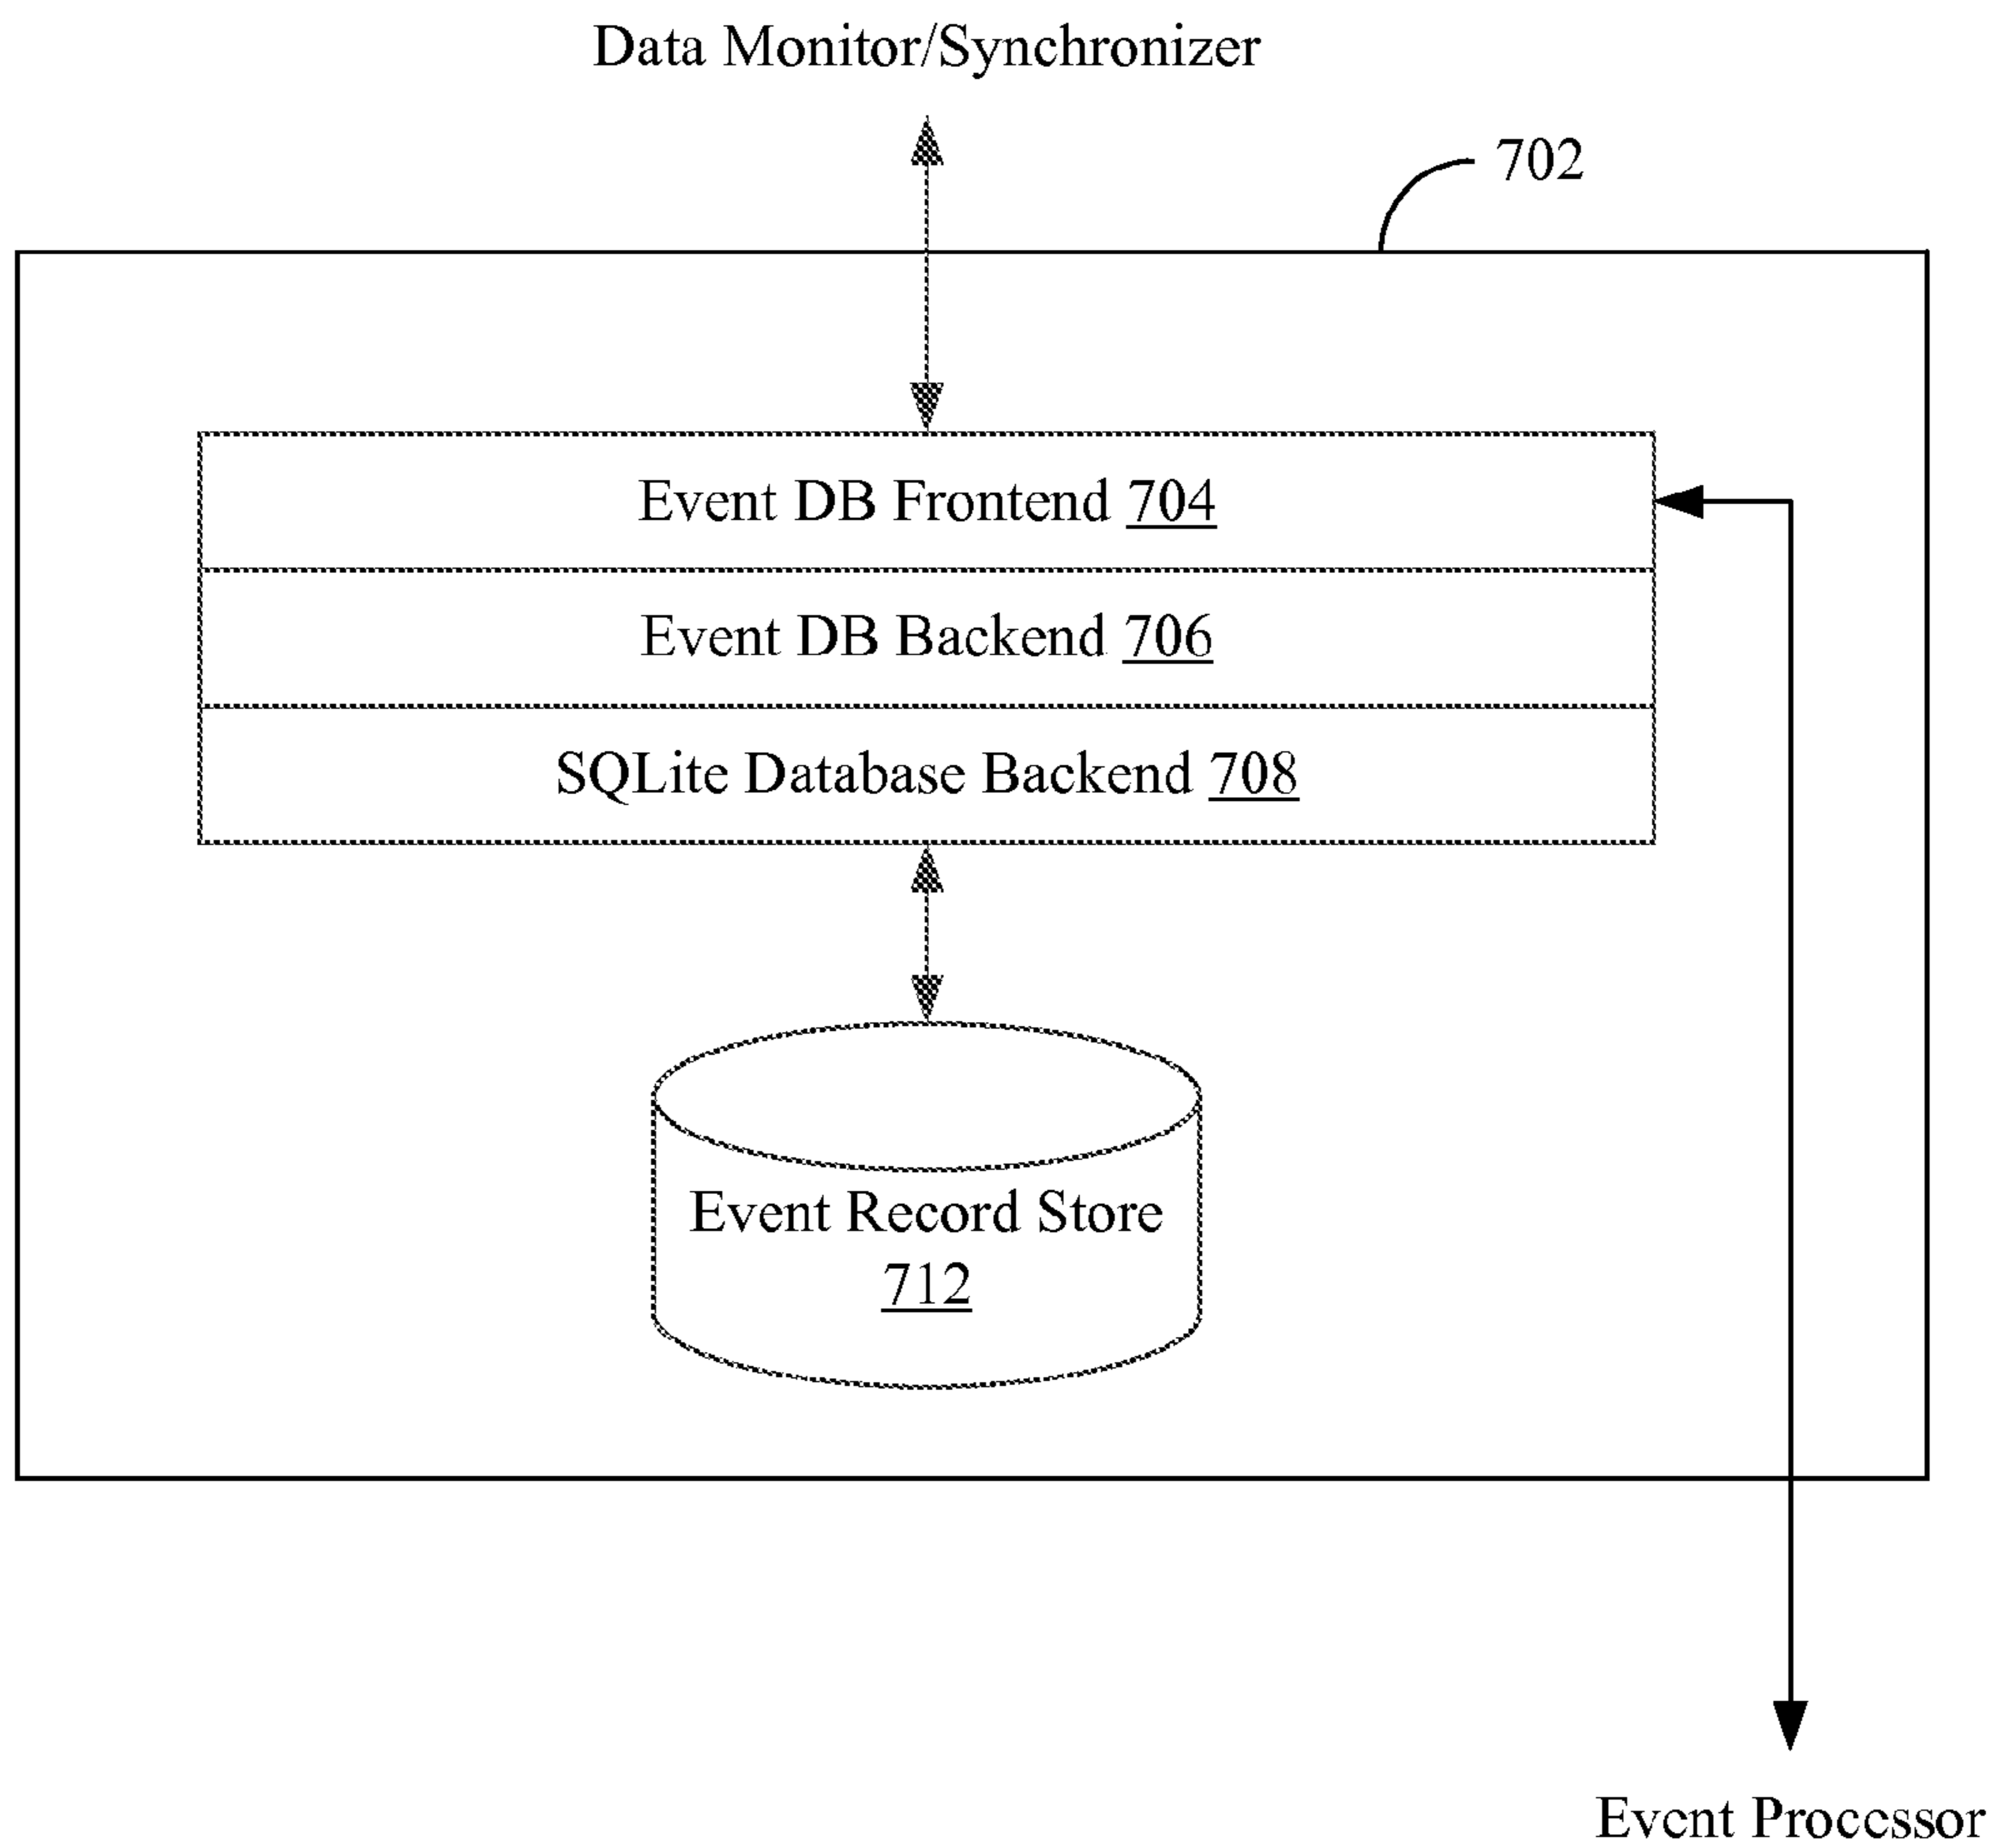 Data Monitor/Synchronizer
702
Event DB Frontend 704
Event DB Backend 706
SQLite Database Backend 708
Event Record Store
712
Event Processor